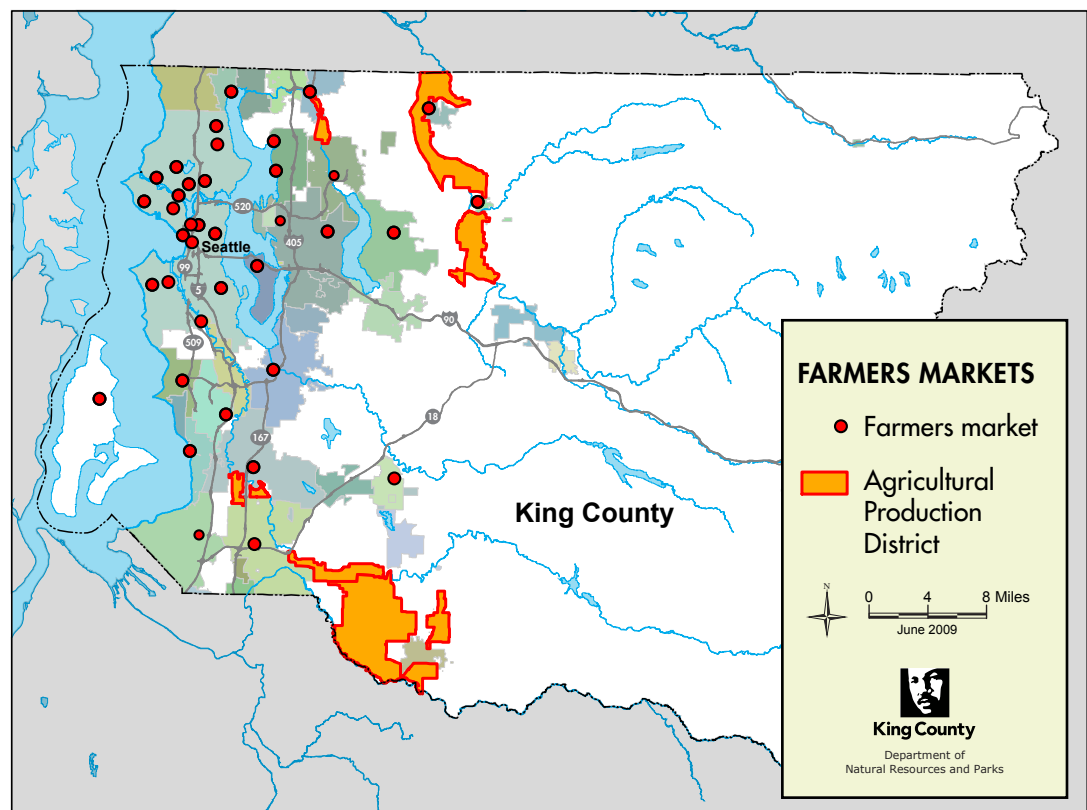 520
405
Seattle
99
5
90
509
18
167
King County
FARMERS MARKETS
Farmers market
Agricultural
Production
District
N
0 4 8 Miles
June 2009
King County
Department of
Natural Resources and Parks